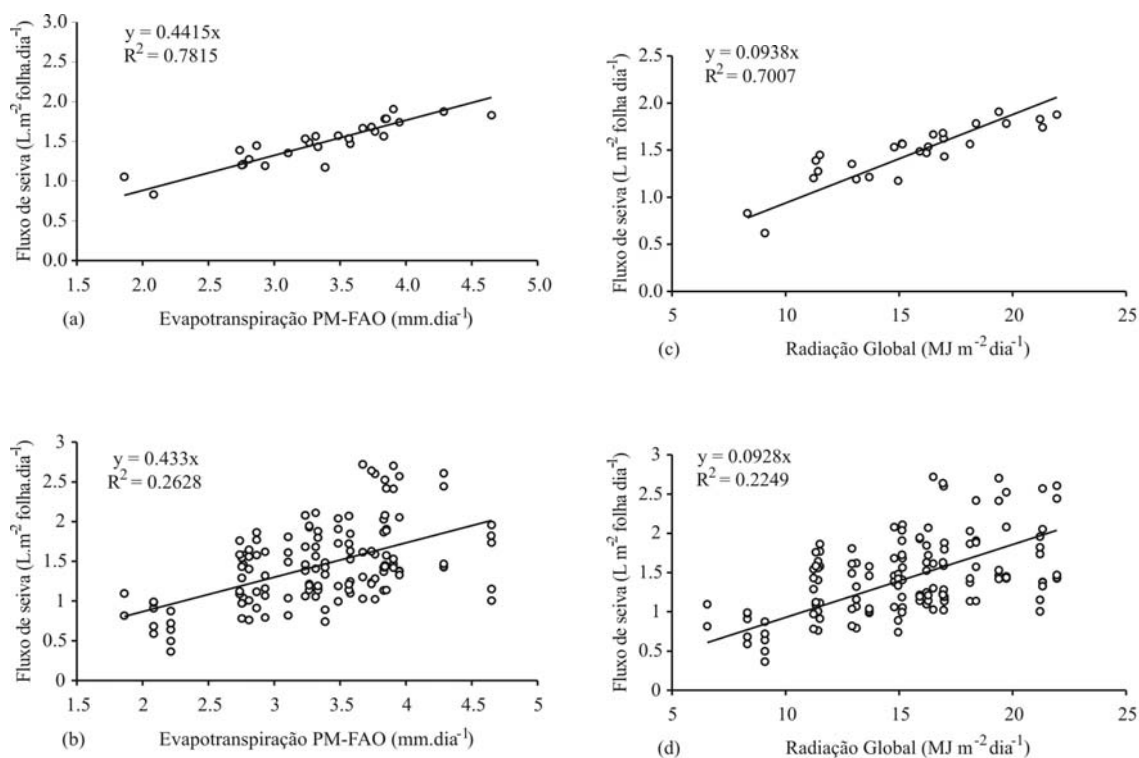 y = 0.4415x
R² = 0.7815
Fluxo de seiva (L.m⁻² folha.dia⁻¹)
3.0
2.5
2.0
1.5
1.0
0.5
0.0
1.5 2.0 2.5 3.0 3.5 4.0 4.5 5.0
(a) Evapotranspiração PM-FAO (mm.dia⁻¹)
y = 0.0938x
R² = 0.7007
Fluxo de seiva (L m⁻² folha dia⁻¹)
2.5
2.0
1.5
1.0
0.5
0.0
5 10 15 20 25
(c) Radiação Global (MJ m⁻² dia⁻¹)
y = 0.433x
R² = 0.2628
Fluxo de seiva (L.m⁻² folha.dia⁻¹)
3
2.5
2
1.5
1
0.5
0
1.5 2 2.5 3 3.5 4 4.5 5
(b) Evapotranspiração PM-FAO (mm.dia⁻¹)
y = 0.0928x
R² = 0.2249
Fluxo de seiva (L m⁻² folha dia⁻¹)
3
2.5
2
1.5
1
0.5
0
5 10 15 20 25
(d) Radiação Global (MJ m⁻² dia⁻¹)